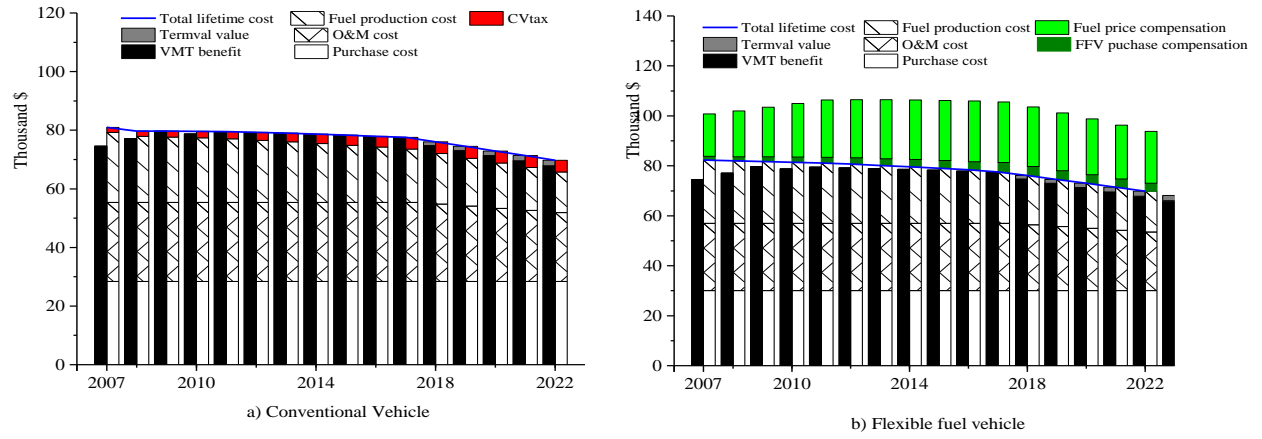 Total lifetime cost Fuel production cost CVtax
Termval value O&M cost
VMT benefit Purchase cost
Thousand $
120
100
80
60
40
20
0
2007 2010 2014 2018 2022
a) Conventional Vehicle
Total lifetime cost Fuel production cost Fuel price compensation
Termval value O&M cost FFV puchase compensation
VMT benefit Purchase cost
Thousand $
140
120
100
80
60
40
20
0
2007 2010 2014 2018 2022
b) Flexible fuel vehicle